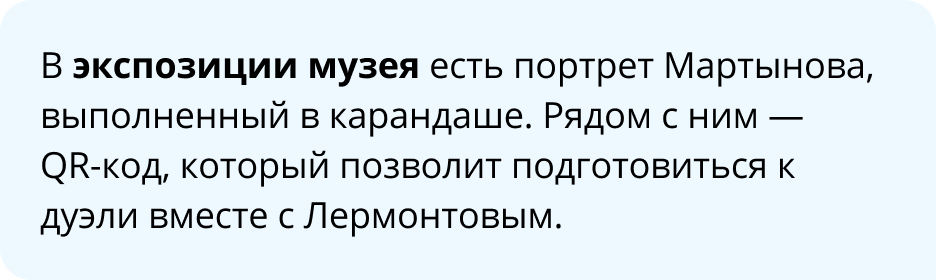 В экспозиции музея есть портрет Мартынова,
выполненный в карандаше. Рядом с ним —
QR-код, который позволит подготовиться к
дуэли вместе с Лермонтовым.